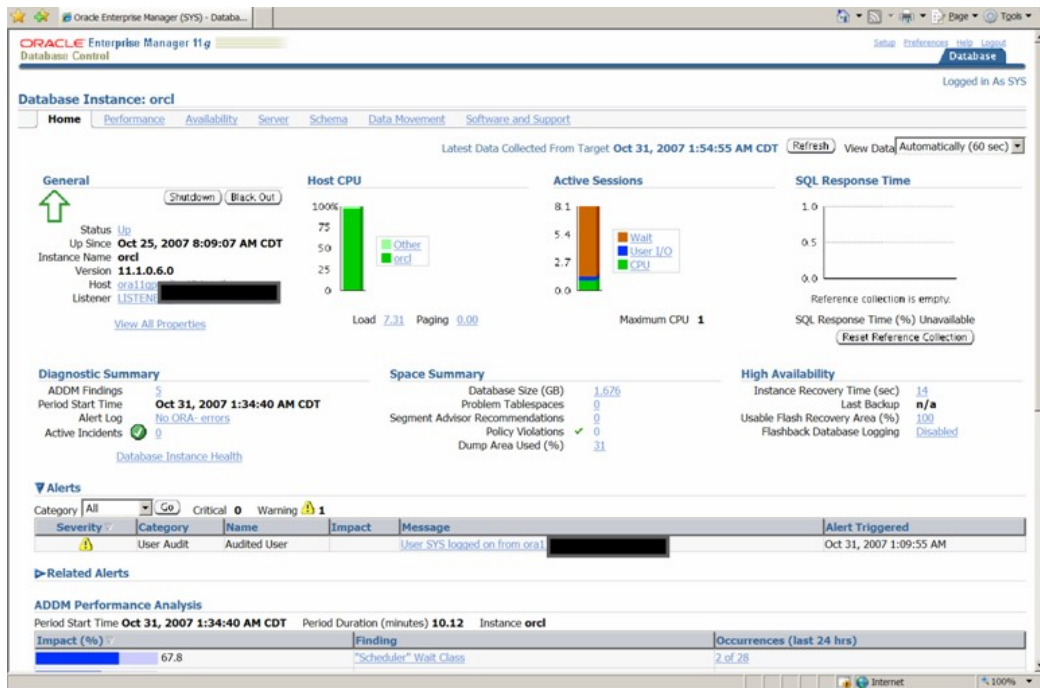 Oracle Enterprise Manager (SYS) - Databa...
Page
Tools
ORACLE Enterprise Manager 11g
Database Control
Setup Preferences Help Logout
Database
Logged in As SYS
Database Instance: orcl
Home Performance Availability Server Schema Data Movement Software and Support
Latest Data Collected From Target Oct 31, 2007 1:54:55 AM CDT Refresh View Data Automatically (60 sec)
General
Shutdown Black Out
Status Up
Up Since Oct 25, 2007 8:09:07 AM CDT
Instance Name orcl
Version 11.1.0.6.0
Host
Listener
View All Properties
Host CPU
100%
75
50
25
0
Other
orcl
Load 7.31 Paging 0.00
Active Sessions
8.1
5.4
2.7
0.0
Wait
User I/O
CPU
Maximum CPU 1
SQL Response Time
1.0
0.5
0.0
Reference collection is empty.
SQL Response Time (%) Unavailable
Reset Reference Collection
Diagnostic Summary
ADDM Findings 5
Period Start Time Oct 31, 2007 1:34:40 AM CDT
Alert Log No ORA- errors
Active Incidents 0
Database Instance Health
Space Summary
Database Size (GB) 1.676
Problem Tablespaces 0
Segment Advisor Recommendations 0
Policy Violations 0
Dump Area Used (%) 31
High Availability
Instance Recovery Time (sec) 14
Last Backup n/a
Usable Flash Recovery Area (%) 100
Flashback Database Logging Disabled
Alerts
Category All Go Critical 0 Warning 1
Severity Category Name Impact Message Alert Triggered
User Audit Audited User User SYS logged on from ora1 Oct 31, 2007 1:09:55 AM
Related Alerts
ADDM Performance Analysis
Period Start Time Oct 31, 2007 1:34:40 AM CDT Period Duration (minutes) 10.12 Instance orcl
Impact (%) Finding Occurrences (last 24 hrs)
67.8 "Scheduler" Wait Class 2 of 28
Internet 100%